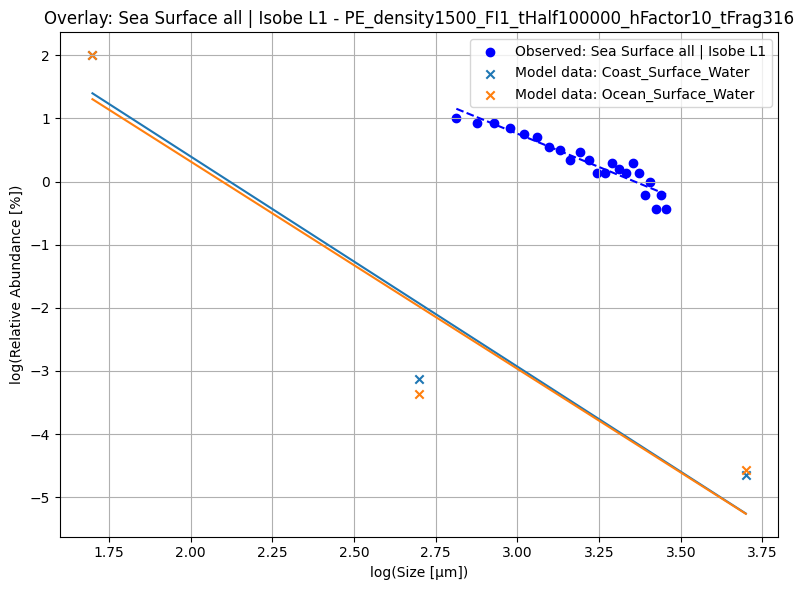 Overlay: Sea Surface all | Isobe L1 - PE_density1500_FI1_tHalf100000_hFactor10_tFrag316
Observed: Sea Surface all | Isobe L1
Model data: Coast_Surface_Water
Model data: Ocean_Surface_Water
log(Relative Abundance [%])
2
1
0
−1
−2
−3
−4
−5
1.75 2.00 2.25 2.50 2.75 3.00 3.25 3.50 3.75
log(Size [µm])